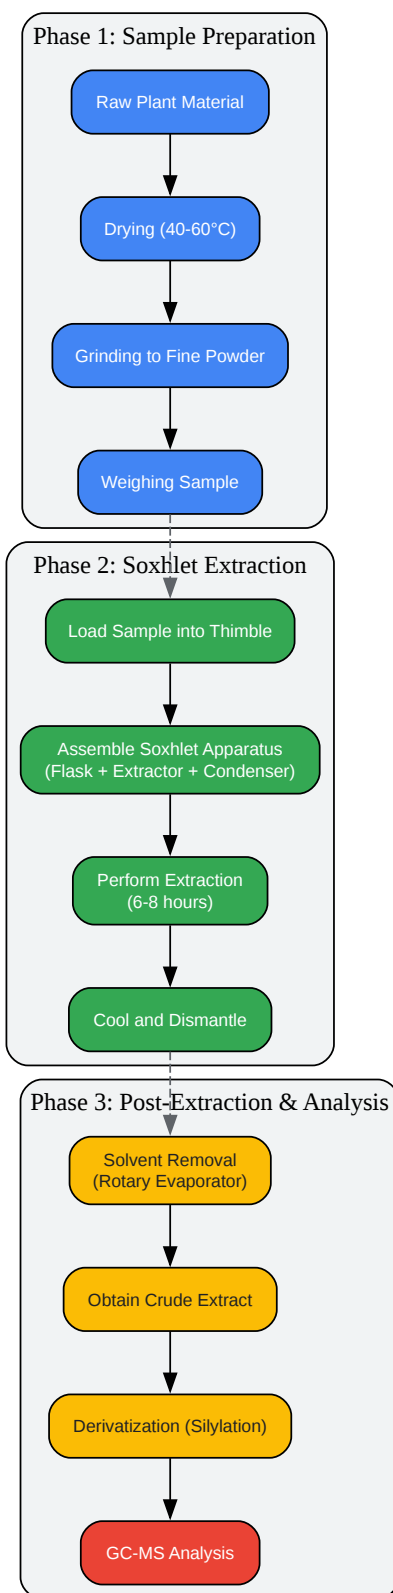 Phase 1: Sample Preparation
Raw Plant Material
Drying (40-60°C)
Grinding to Fine Powder
Weighing Sample
Phase 2: Soxhlet Extraction
Load Sample into Thimble
Assemble Soxhlet Apparatus
(Flask + Extractor + Condenser)
Perform Extraction
(6-8 hours)
Cool and Dismantle
Phase 3: Post-Extraction & Analysis
Solvent Removal
(Rotary Evaporator)
Obtain Crude Extract
Derivatization (Silylation)
GC-MS Analysis